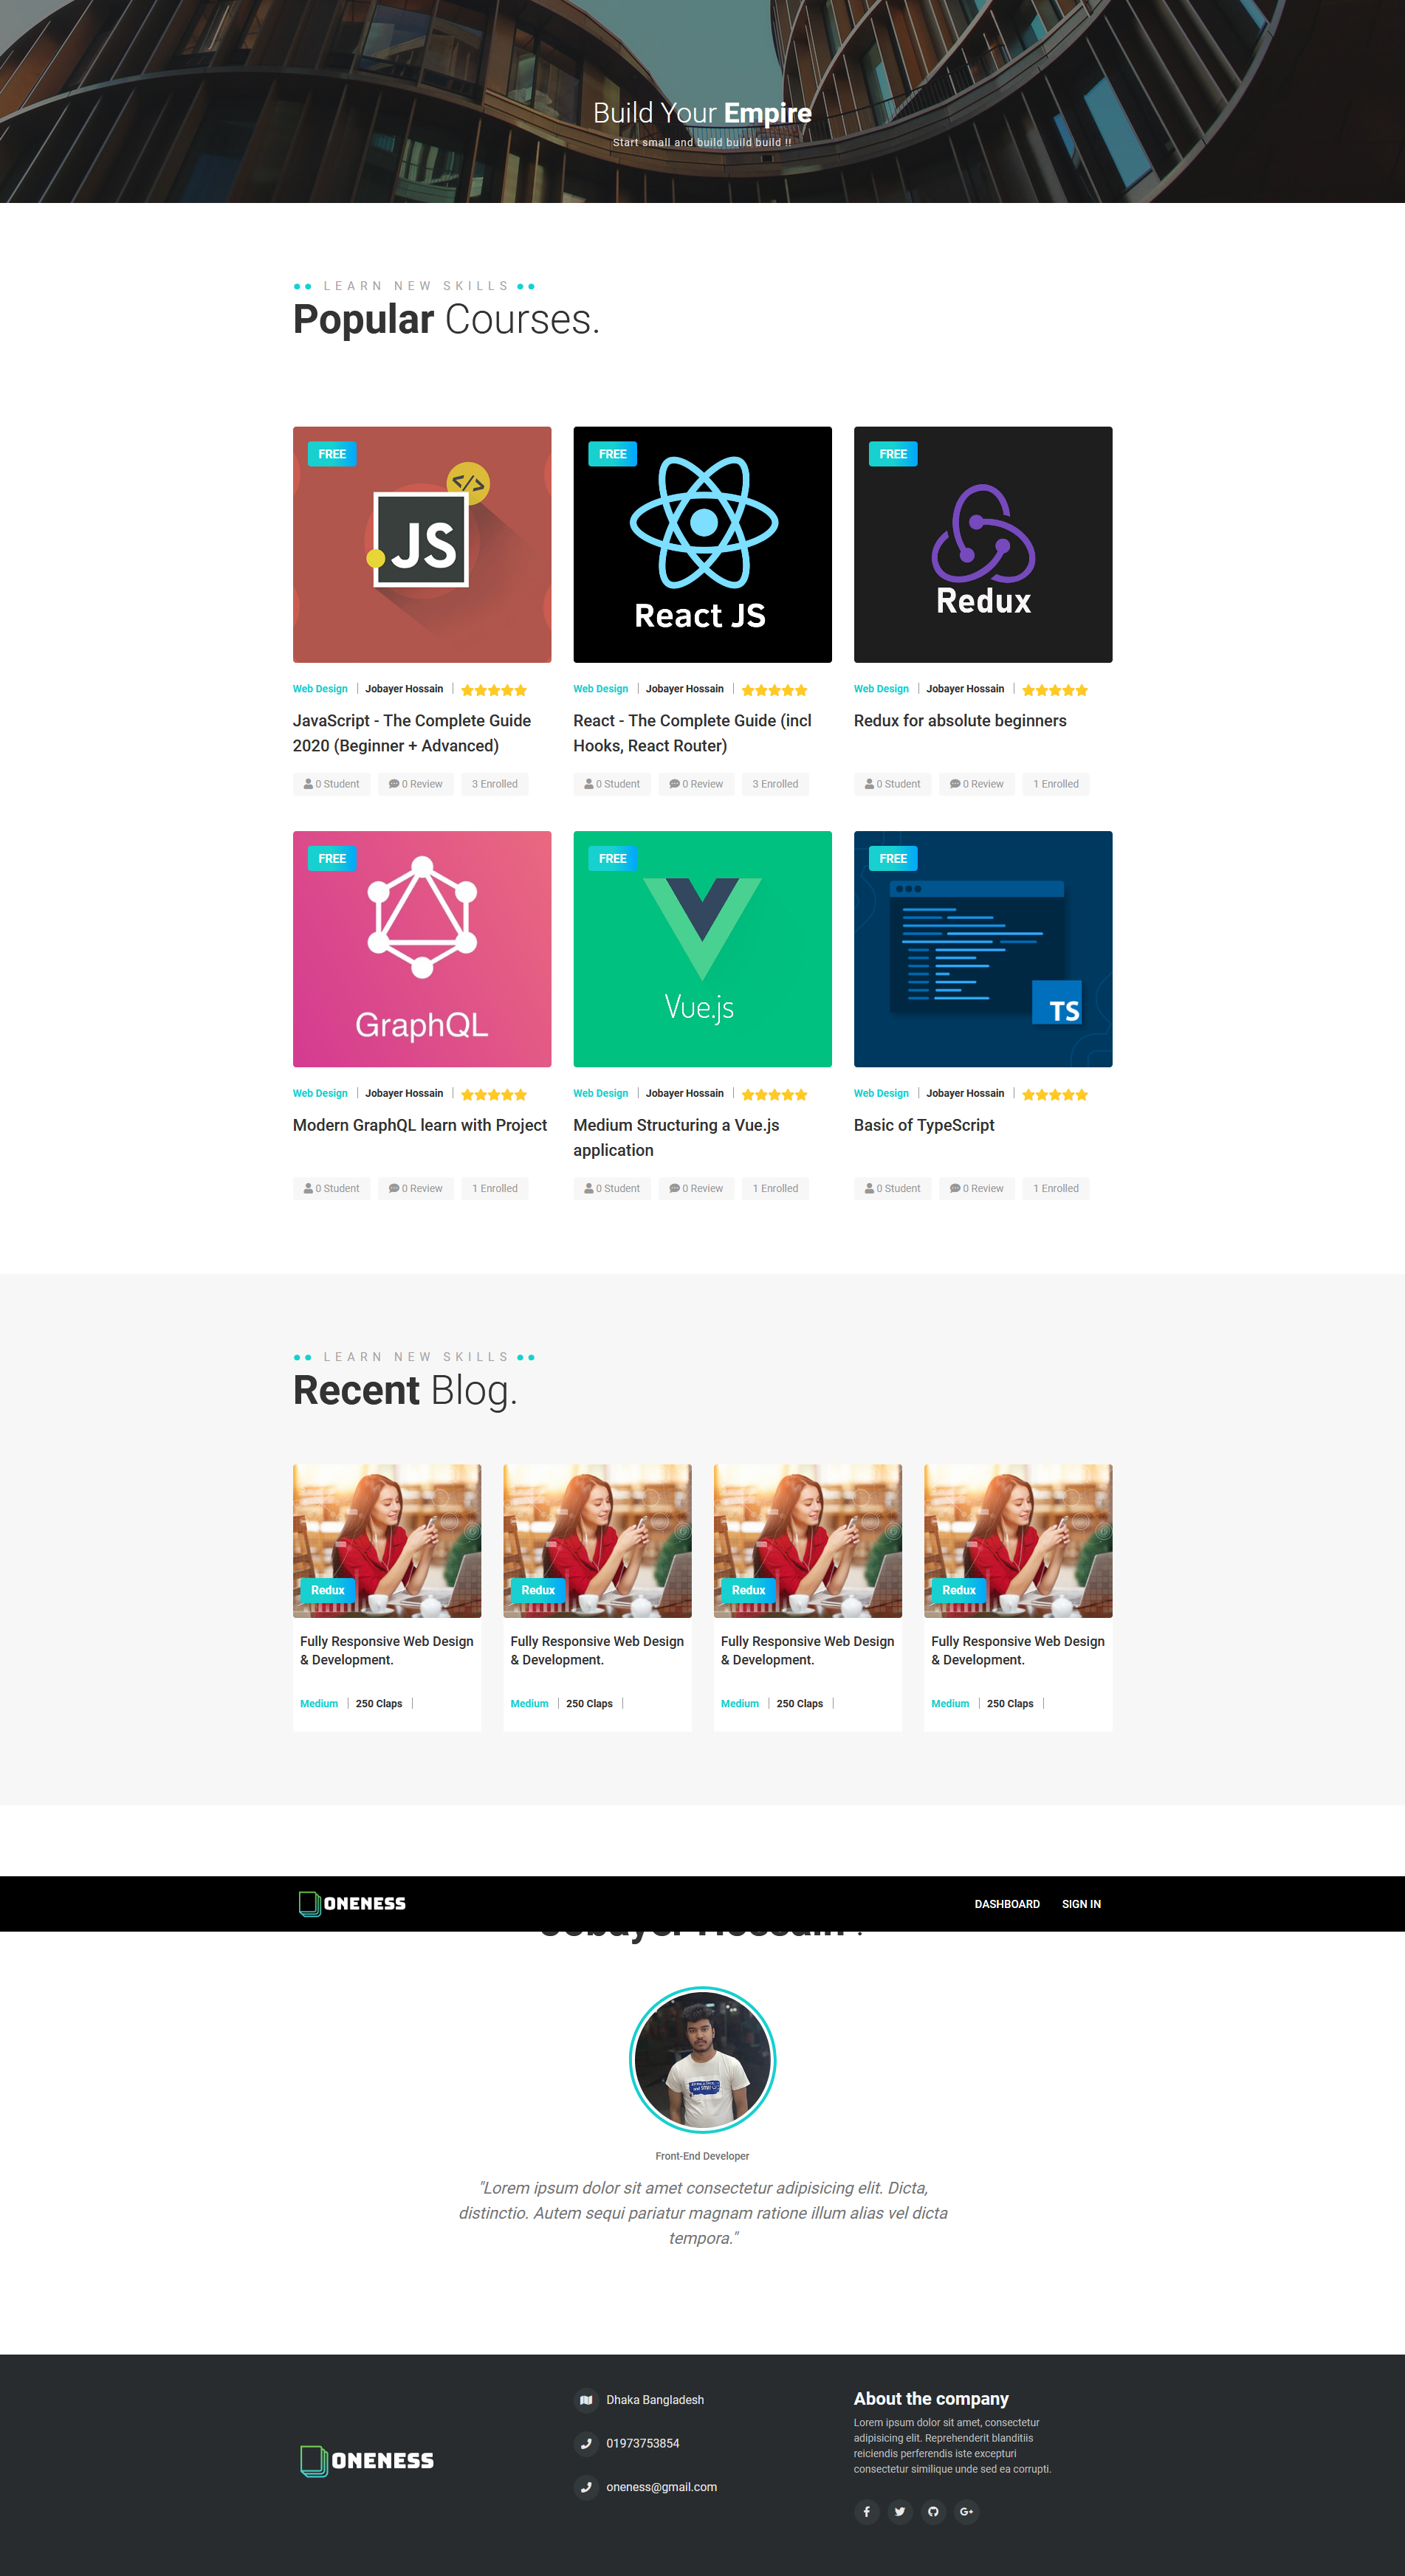 Build Your Empire
Start small and build build build !!
LEARN NEW SKILLS
Popular Courses.
FREE
</>
JS
FREE
React JS
FREE
Redux
Web Design
Jobayer Hossain
JavaScript - The Complete Guide
2020 (Beginner + Advanced)
0 Student
0 Review
3 Enrolled
Web Design
Jobayer Hossain
React - The Complete Guide (incl
Hooks, React Router)
0 Student
0 Review
3 Enrolled
Web Design
Jobayer Hossain
Redux for absolute beginners
0 Student
0 Review
1 Enrolled
FREE
GraphQL
FREE
Vue.js
FREE
TS
Web Design
Jobayer Hossain
Modern GraphQL learn with Project
0 Student
0 Review
1 Enrolled
Web Design
Jobayer Hossain
Medium Structuring a Vue.js
application
0 Student
0 Review
1 Enrolled
Web Design
Jobayer Hossain
Basic of TypeScript
0 Student
0 Review
1 Enrolled
LEARN NEW SKILLS
Recent Blog.
Redux
Fully Responsive Web Design
& Development.
Medium
250 Claps
Redux
Fully Responsive Web Design
& Development.
Medium
250 Claps
Redux
Fully Responsive Web Design
& Development.
Medium
250 Claps
Redux
Fully Responsive Web Design
& Development.
Medium
250 Claps
ONENESS
DASHBOARD
SIGN IN
Jobayer Hossain .
Front-End Developer
"Lorem ipsum dolor sit amet consectetur adipisicing elit. Dicta,
distinctio. Autem sequi pariatur magnam ratione illum alias vel dicta
tempora."
ONENESS
Dhaka Bangladesh
01973753854
oneness@gmail.com
About the company
Lorem ipsum dolor sit amet, consectetur
adipisicing elit. Reprehenderit blanditiis
reiciendis perferendis iste excepturi
consectetur similique unde sed ea corrupti.